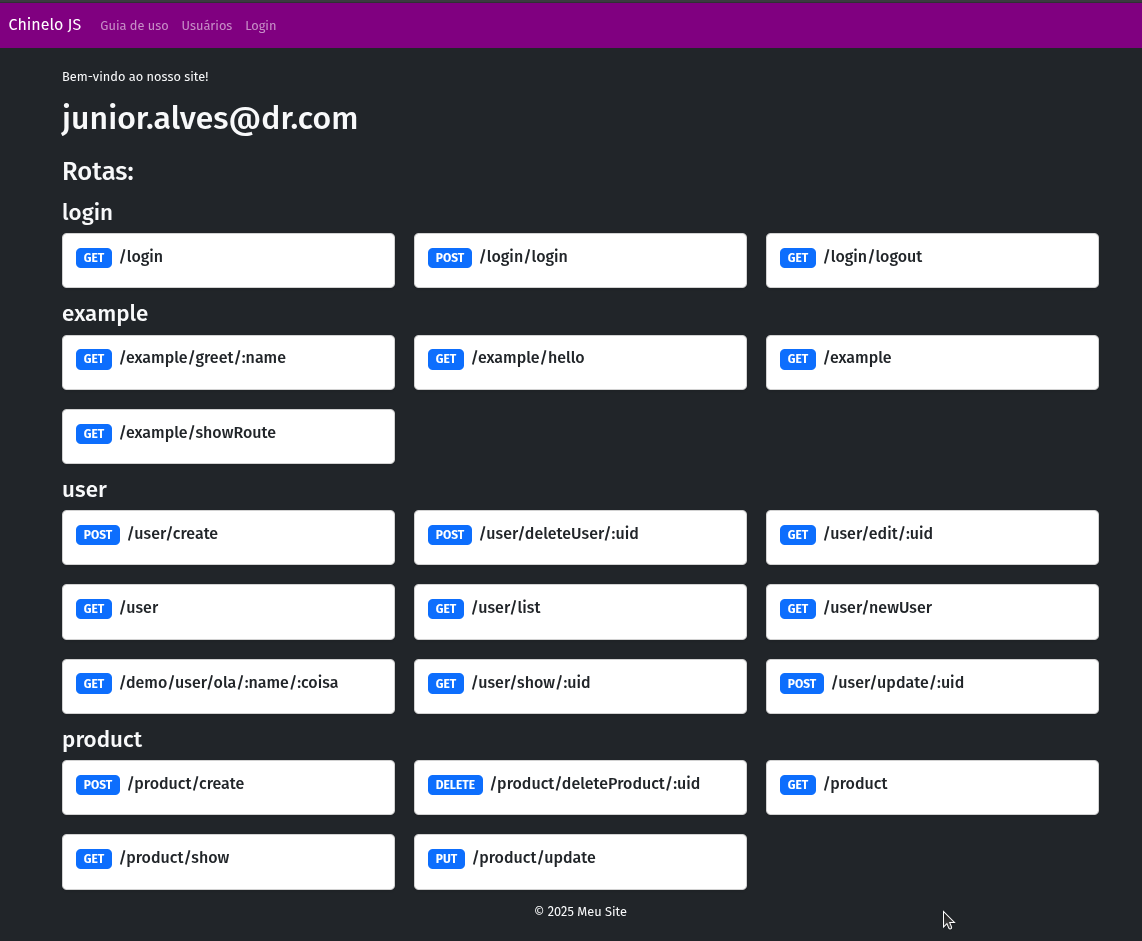 Chinelo JS Guia de uso Usuários Login
Bem-vindo ao nosso site!
junior.alves@dr.com
Rotas:
login
GET /login
POST /login/login
GET /login/logout
example
GET /example/greet/:name
GET /example/hello
GET /example
GET /example/showRoute
user
POST /user/create
POST /user/deleteUser/:uid
GET /user/edit/:uid
GET /user
GET /user/list
GET /user/newUser
GET /demo/user/ola/:name/:coisa
GET /user/show/:uid
POST /user/update/:uid
product
POST /product/create
DELETE /product/deleteProduct/:uid
GET /product
GET /product/show
PUT /product/update
© 2025 Meu Site